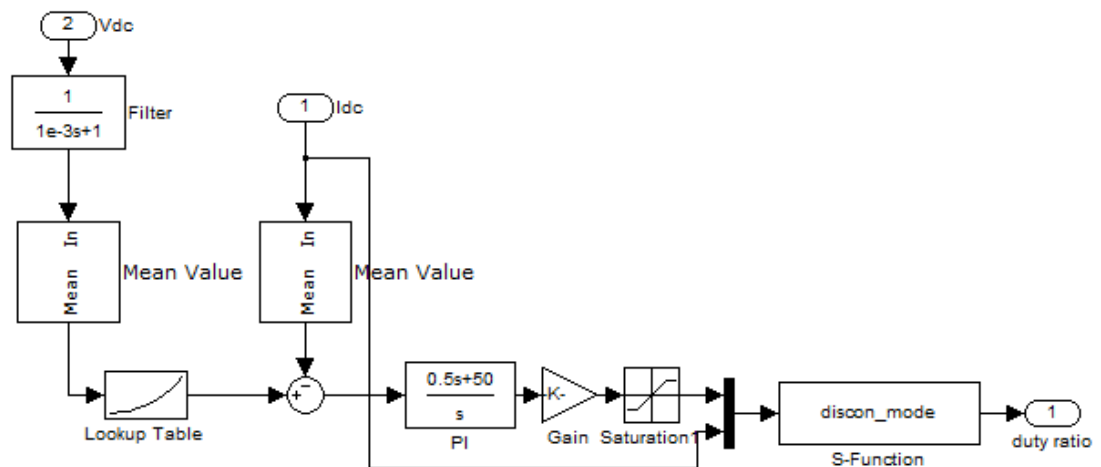 2 Vdc
1
1e-3s+1
Filter
1 Idc
In
Mean
Mean Value
In
Mean
Mean Value
Lookup Table
+
−
0.5s+50
s
PI
K-
Gain
Saturation1
discon_mode
S-Function
1
duty ratio